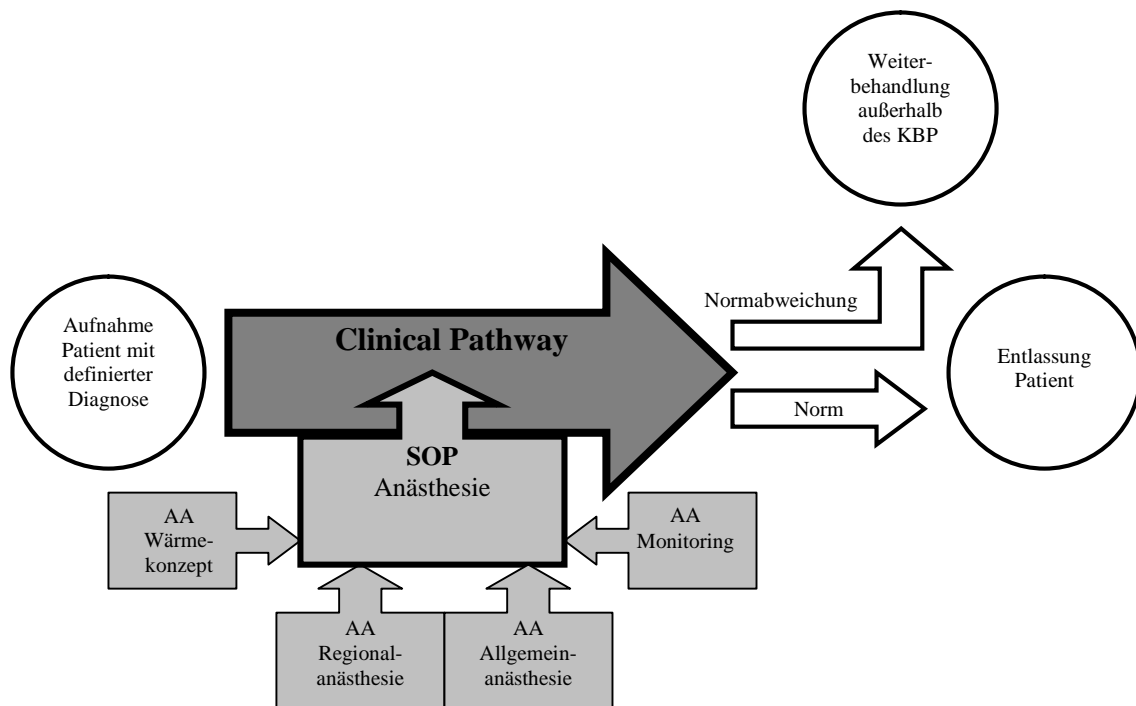 Weiter-
behandlung
außerhalb
des KBP
Normabweichung
Aufnahme
Patient mit
definierter
Diagnose
Clinical Pathway
Entlassung
Patient
Norm
SOP
Anästhesie
AA
Wärme-
konzept
AA
Monitoring
AA
Regional-
anästhesie
AA
Allgemein-
anästhesie